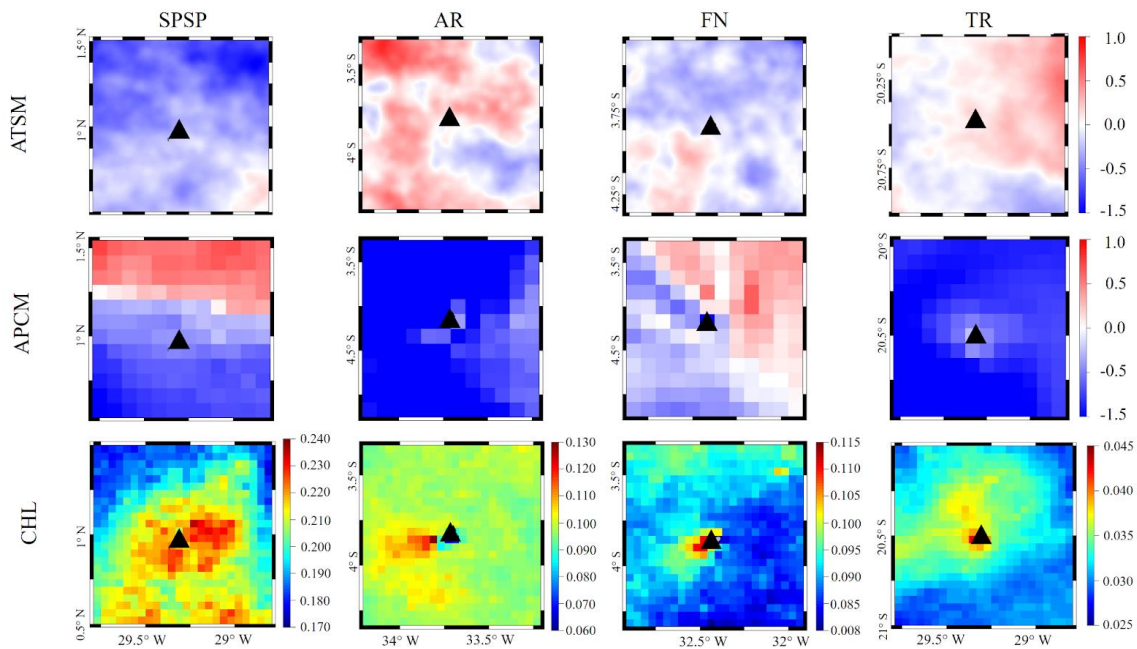 SPSP AR FN TR
ATSM
1.5° N
1° N
3.5° S
4° S
3.75° S
4.25° S
20.25° S
20.75° S
1.0
0.5
0.0
-0.5
-1.5
APCM
1.5° N
1° N
3.5° S
4.5° S
3.5° S
4.5° S
20° S
20.5° S
1.0
0.5
0.0
-0.5
-1.5
CHL
1° N
0.5° N
0.240
0.230
0.220
0.210
0.200
0.190
0.180
0.170
3.5° S
4° S
0.130
0.120
0.110
0.100
0.090
0.080
0.070
0.060
3.5° S
4° S
0.115
0.110
0.105
0.100
0.095
0.090
0.085
0.008
20.5° S
21° S
0.045
0.040
0.035
0.030
0.025
29.5° W 29° W 34° W 33.5° W 32.5° W 32° W 29.5° W 29° W